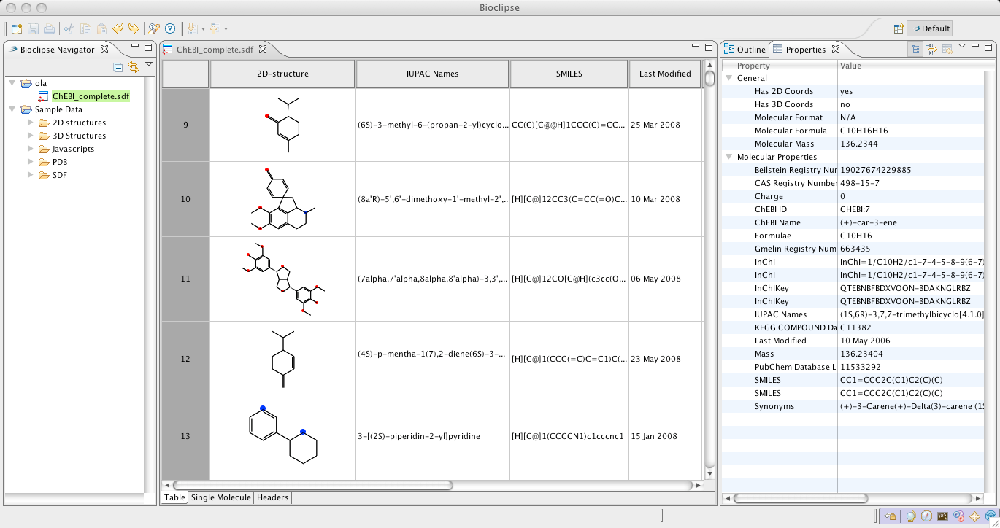 Bioclipse
Default
Bioclipse Navigator
ola
ChEBI_complete.sdf
Sample Data
2D structures
3D Structures
Javascripts
PDB
SDF
ChEBI_complete.sdf
2D-structure IUPAC Names SMILES Last Modified
9 (6S)-3-methyl-6-(propan-2-yl)cyclo... CC(C)[C@@H]1CCC(C)=CC... 25 Mar 2008
10 (8a'R)-5',6'-dimethoxy-1'-methyl-2',... [H][C@]12CC3(C=CC(=O)C... 10 Mar 2008
11 (7alpha,7'alpha,8alpha,8'alpha)-3,3',... [H][C@]12CO[C@H](c3cc(O... 06 May 2008
12 (4S)-p-mentha-1(7),2-diene(6S)-3-... [H][C@]1(CCC(=C)C=C1)C(... 23 May 2008
13 3-[(2S)-piperidin-2-yl]pyridine [H][C@]1(CCCCN1)c1cccnc1 15 Jan 2008
Table Single Molecule Headers
Outline Properties
Property Value
General
Has 2D Coords yes
Has 3D Coords no
Molecular Format N/A
Molecular Formula C10H16H16
Molecular Mass 136.2344
Molecular Properties
Beilstein Registry Nur 19027674229885
CAS Registry Number 498-15-7
Charge 0
ChEBI ID CHEBI:7
ChEBI Name (+)-car-3-ene
Formulae C10H16
Gmelin Registry Num 663435
InChI InChI=1/C10H2/c1-7-4-5-8-9(6-7)
InChI InChI=1/C10H2/c1-7-4-5-8-9(6-7)
InChIKey QTEBNBFBDXVOON-BDAKNGLRBZ
InChIKey QTEBNBFBDXVOON-BDAKNGLRBZ
IUPAC Names (1S,6R)-3,7,7-trimethylbicyclo[4.1.0]
KEGG COMPOUND Da C11382
Last Modified 10 May 2006
Mass 136.23404
PubChem Database L 11533292
SMILES CC1=CCC2C(C1)C2(C)(C)
SMILES CC1=CCC2C(C1)C2(C)(C)
Synonyms (+)-3-Carene(+)-Delta(3)-carene (1S